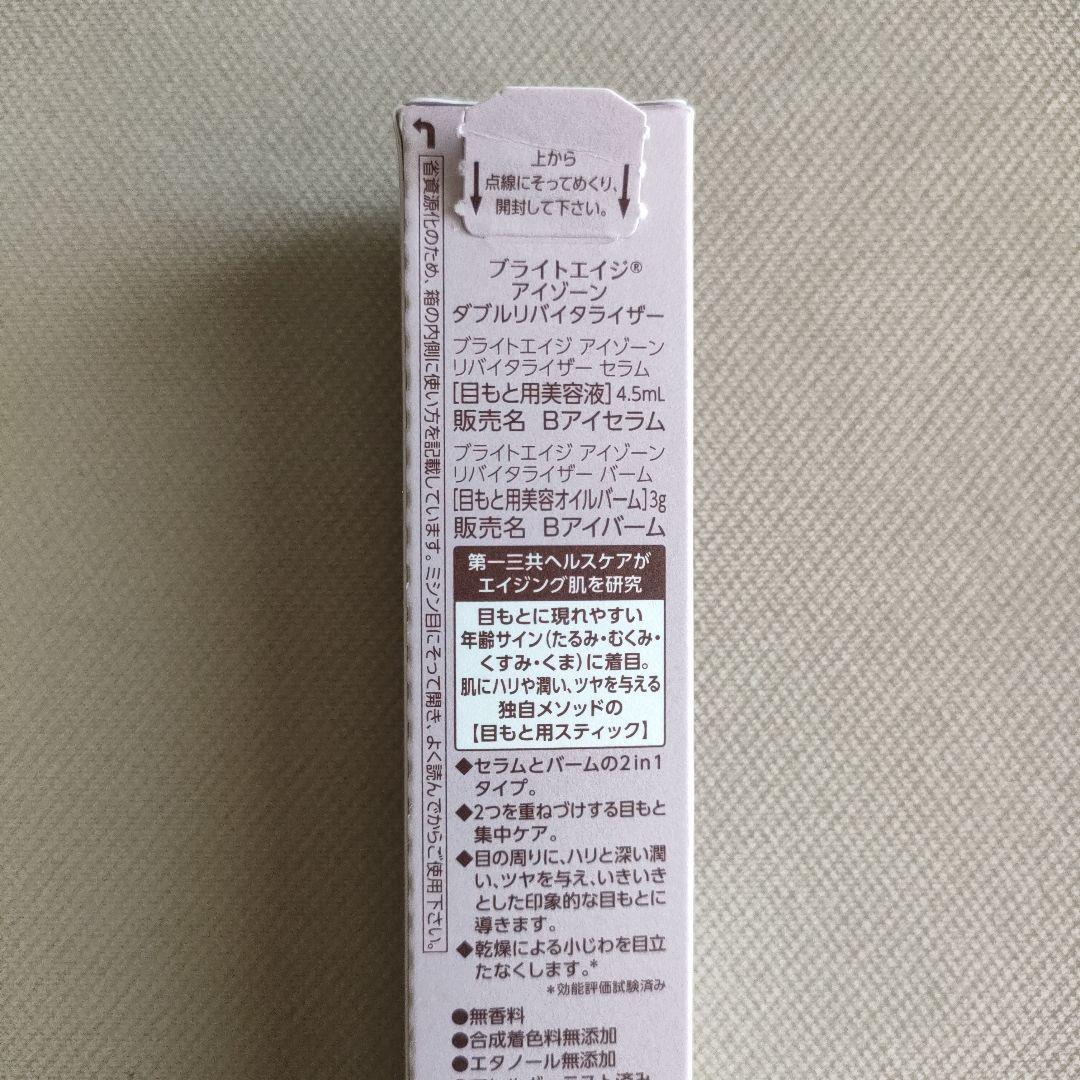 上から
点線にそってめくり、
開封して下さい。
省資源化のため、箱の内側に使い方を記載しています。ミシン目にそって開き、よく読んでからご使用下さい。
ブライトエイジ®
アイゾーン
ダブルリバイタライザー
ブライトエイジ アイゾーン
リバイタライザー セラム
[目もと用美容液] 4.5mL
販売名 Bアイセラム
ブライトエイジ アイゾーン
リバイタライザー バーム
[目もと用美容オイルバーム]3g
販売名 Bアイバーム
第一三共ヘルスケアが
エイジング肌を研究
目もとに現れやすい
年齢サイン(たるみ・むくみ・
くすみ・くま)に着目。
肌にハリや潤い、ツヤを与える
独自メソッドの
【目もと用スティック】
◆セラムとバームの2in1
タイプ。
◆2つを重ねづけする目もと
集中ケア。
◆目の周りに、ハリと深い潤
い、ツヤを与え、いきいき
とした印象的な目もとに
導きます。
◆乾燥による小じわを目立
たなくします。*
*効能評価試験済み
●無香料
●合成着色料無添加
●エタノール無添加